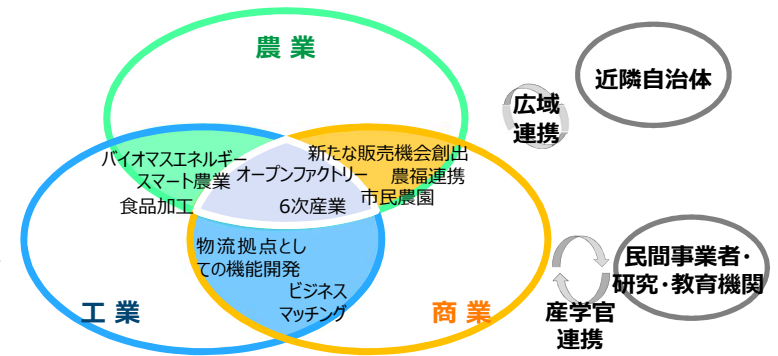 農業
近隣自治体
広域
連携
バイオマスエネルギー
スマート農業
食品加工
オープンファクトリー
6次産業
新たな販売機会創出
農福連携
市民農園
物流拠点とし
ての機能開発
ビジネス
マッチング
工業
商業
産学官
連携
民間事業者・
研究・教育機関